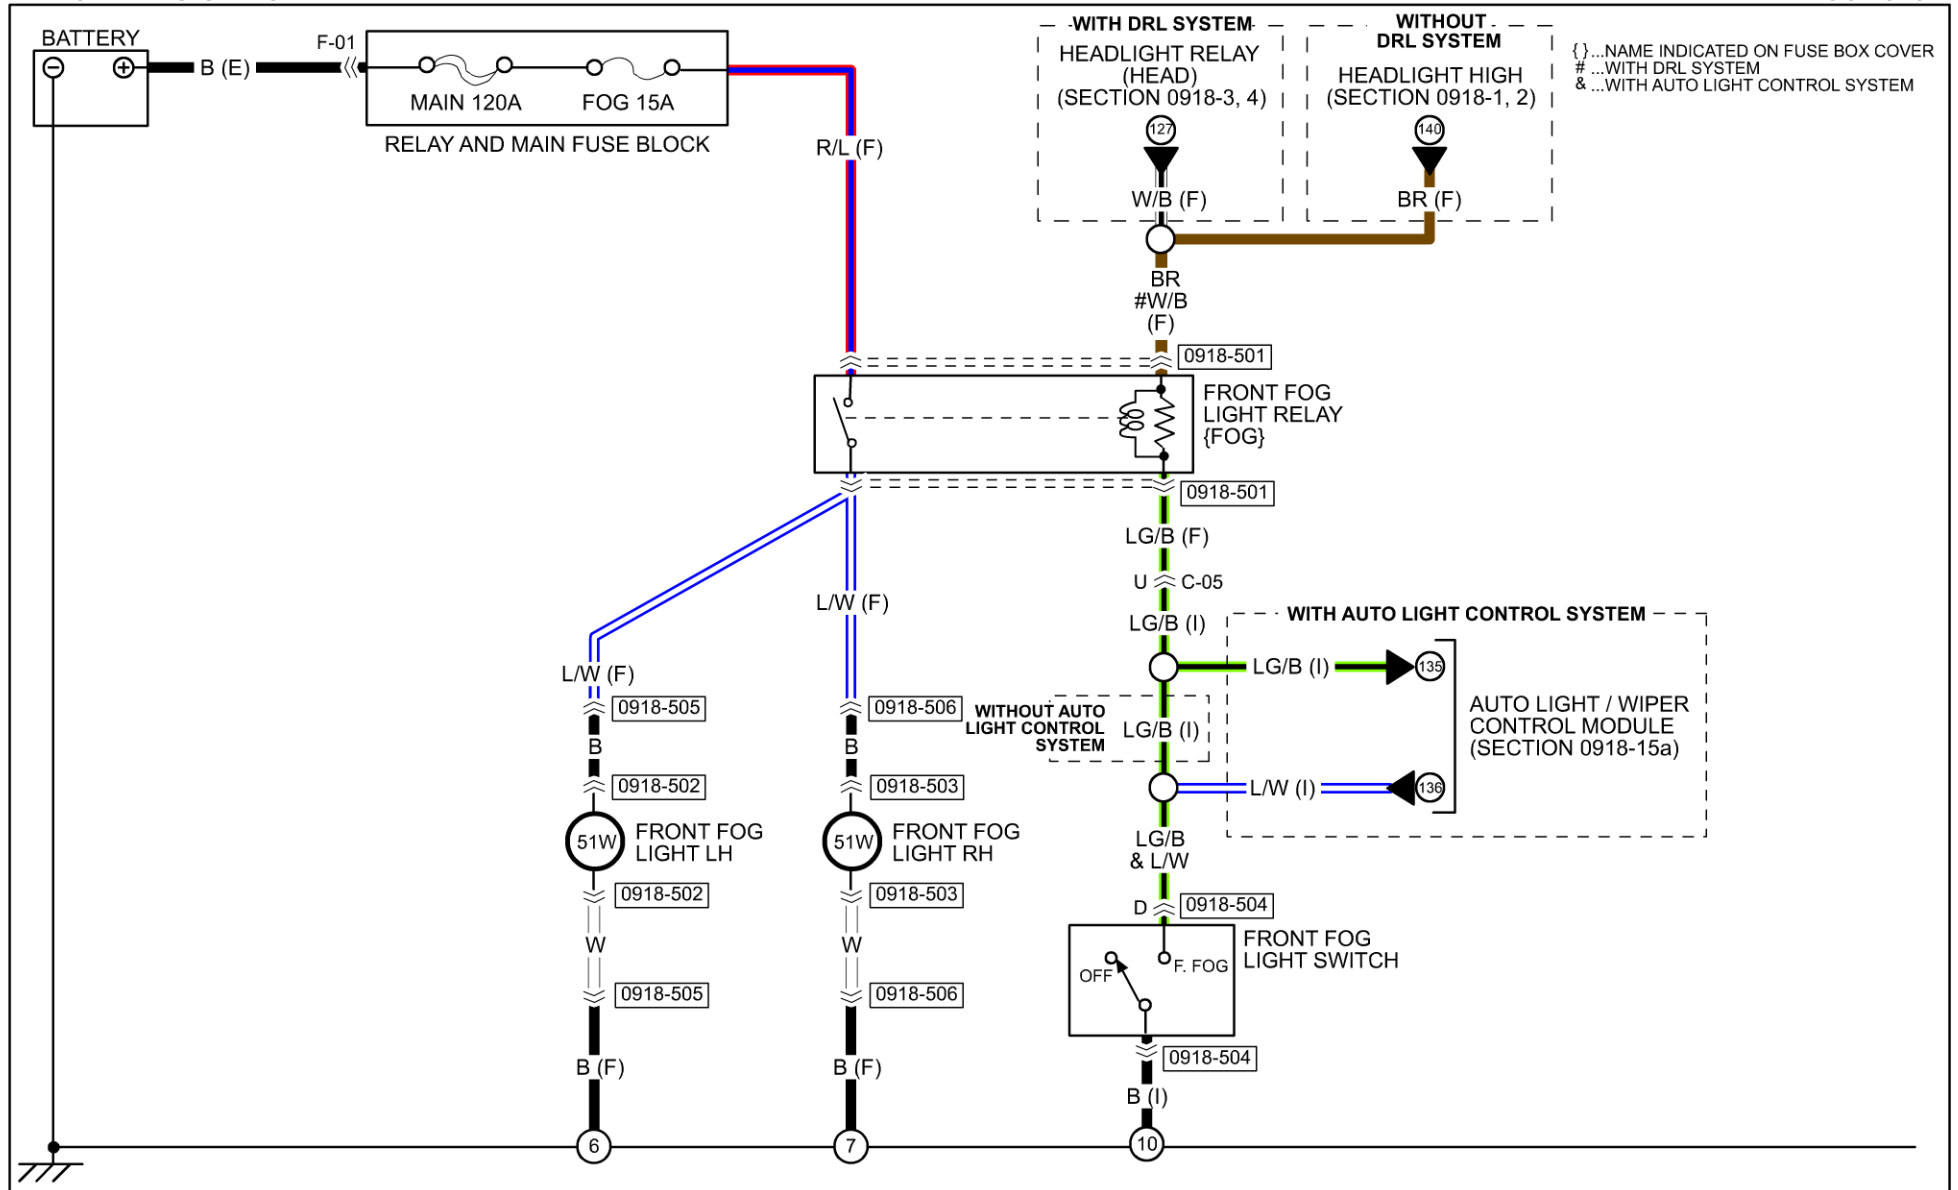 BATTERY
B (E)
F-01
MAIN 120A
FOG 15A
RELAY AND MAIN FUSE BLOCK
R/L (F)
WITH DRL SYSTEM
HEADLIGHT RELAY
(HEAD)
(SECTION 0918-3, 4)
127
W/B (F)
WITHOUT
DRL SYSTEM
HEADLIGHT HIGH
(SECTION 0918-1, 2)
140
BR (F)
{ }...NAME INDICATED ON FUSE BOX COVER
# ...WITH DRL SYSTEM
& ...WITH AUTO LIGHT CONTROL SYSTEM
BR
#W/B
(F)
0918-501
FRONT FOG
LIGHT RELAY
{FOG}
0918-501
LG/B (F)
U
C-05
LG/B (I)
WITH AUTO LIGHT CONTROL SYSTEM
LG/B (I)
135
AUTO LIGHT / WIPER
CONTROL MODULE
(SECTION 0918-15a)
L/W (I)
136
WITHOUT AUTO
LIGHT CONTROL
SYSTEM
LG/B (I)
LG/B
& L/W
D
0918-504
FRONT FOG
LIGHT SWITCH
OFF
F. FOG
0918-504
B (I)
10
L/W (F)
L/W (F)
0918-505
B
0918-502
51W
FRONT FOG
LIGHT LH
0918-502
W
0918-505
B (F)
6
0918-506
B
0918-503
51W
FRONT FOG
LIGHT RH
0918-503
W
0918-506
B (F)
7